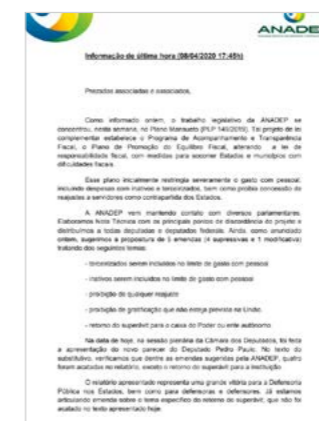 ANADE
Informação de última hora (08/04/2020 17:45h)
Prezados associadas e associados,
Como informado ontem, o trabalho legislativo da ANADEP se
concentrou, nesta semana, no Plano Mansueto (PLP 149/2019). Tal projeto de lei
complementar estabelece o Programa de Acompanhamento e Transparência
Fiscal, o Plano de Promoção do Equilíbrio Fiscal, alterando a lei de
responsabilidade fiscal, com medidas para socorrer Estados e municípios com
dificuldades fiscais.
Esse plano inicialmente restringia severamente o gasto com pessoal,
incluindo despesas com inativos e terceirizados, bem como proibia concessão de
reajustes a servidores como contrapartida dos Estados.
A ANADEP vem mantendo contato com diversos parlamentares.
Elaboramos Nota Técnica com os principais pontos de discordância do projeto e
distribuímos a todas deputadas e deputados federais. Ainda, como anunciado
ontem, sugerimos a propositura de 5 emendas (4 supressivas e 1 modificativa)
tratando dos seguintes temas:
- terceirizados serem incluídos no limite de gasto com pessoal
- inativos serem incluídos no limite de gasto com pessoal
- proibição de qualquer reajuste
- proibição de gratificação que não esteja prevista na União
- retorno do superávit para o caixa do Poder ou ente autônomo
Na data de hoje, na sessão plenária da Câmara dos Deputados, foi feita
a apresentação do novo parecer do Deputado Pedro Paulo. No texto do
substitutivo, verificamos que dentre as emendas sugeridas pela ANADEP, quatro
foram acatadas no relatório, exceto o retorno do superávit para a instituição
O relatório apresentado representa uma grande vitória para a Defensoria
Pública nos Estados, bem como para defensoras e defensores. Já estamos
articulando emenda sobre o tema específico do retorno do superávit, que não foi
acatado no texto apresentado hoje.